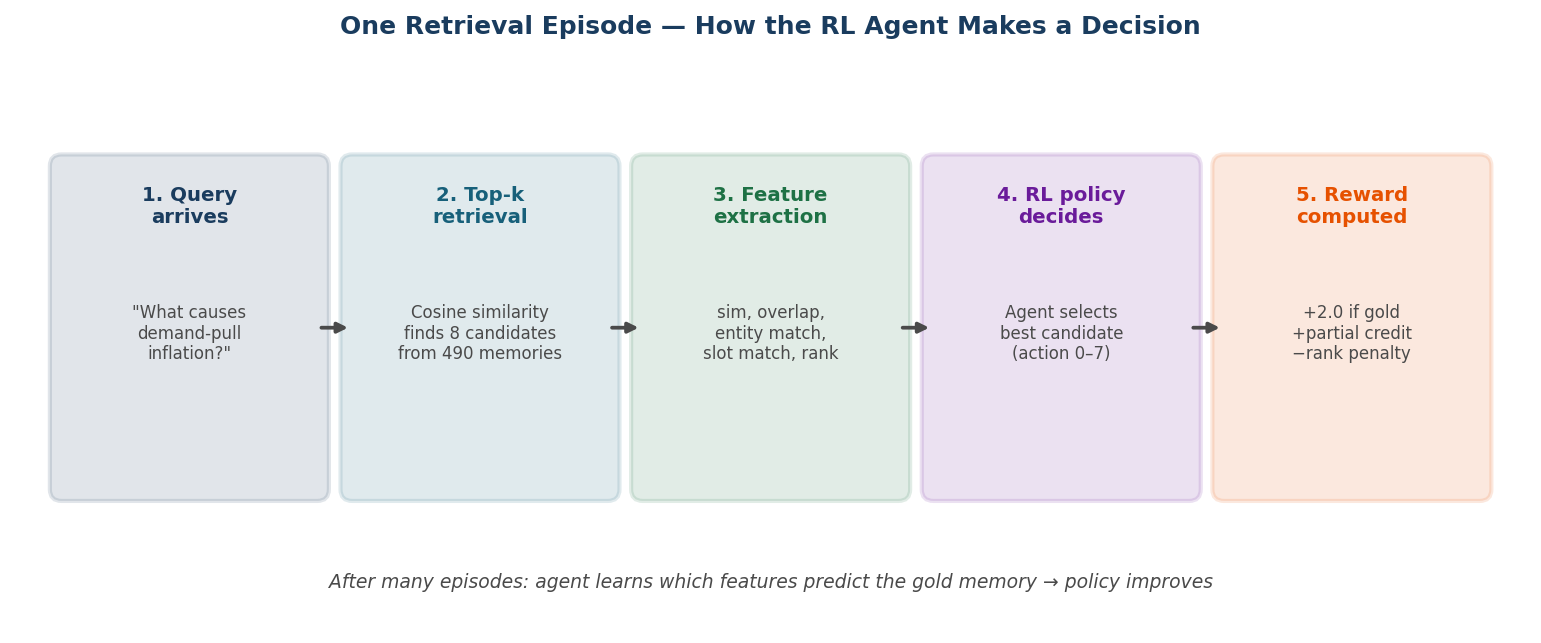 One Retrieval Episode — How the RL Agent Makes a Decision
1. Query
arrives
"What causes
demand-pull
inflation?"
2. Top-k
retrieval
Cosine similarity
finds 8 candidates
from 490 memories
3. Feature
extraction
sim, overlap,
entity match,
slot match, rank
4. RL policy
decides
Agent selects
best candidate
(action 0–7)
5. Reward
computed
+2.0 if gold
+partial credit
−rank penalty
After many episodes: agent learns which features predict the gold memory → policy improves